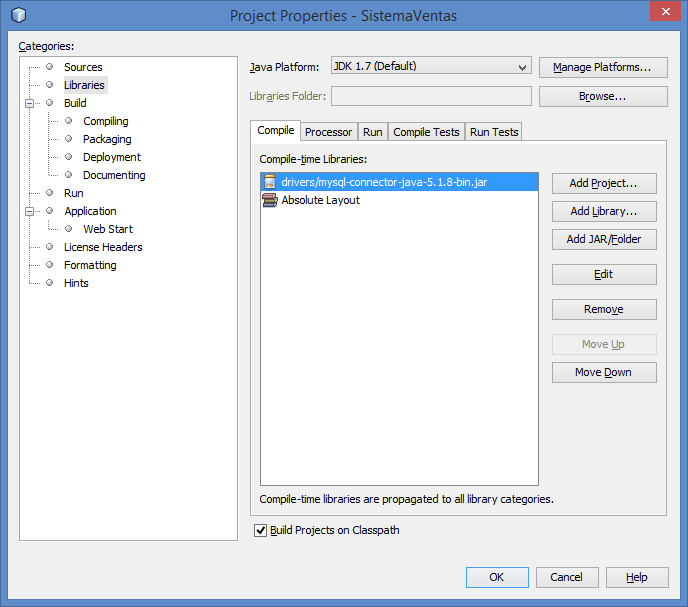 Project Properties - SistemaVentas
Categories:
Sources
Libraries
Build
Compiling
Packaging
Deployment
Documenting
Run
Application
Web Start
License Headers
Formatting
Hints
Java Platform: JDK 1.7 (Default) Manage Platforms...
Libraries Folder: Browse...
Compile Processor Run Compile Tests Run Tests
Compile-time Libraries:
drivers/mysql-connector-java-5.1.8-bin.jar
Absolute Layout
Add Project...
Add Library...
Add JAR/Folder
Edit
Remove
Move Up
Move Down
Compile-time libraries are propagated to all library categories.
Build Projects on Classpath
OK Cancel Help